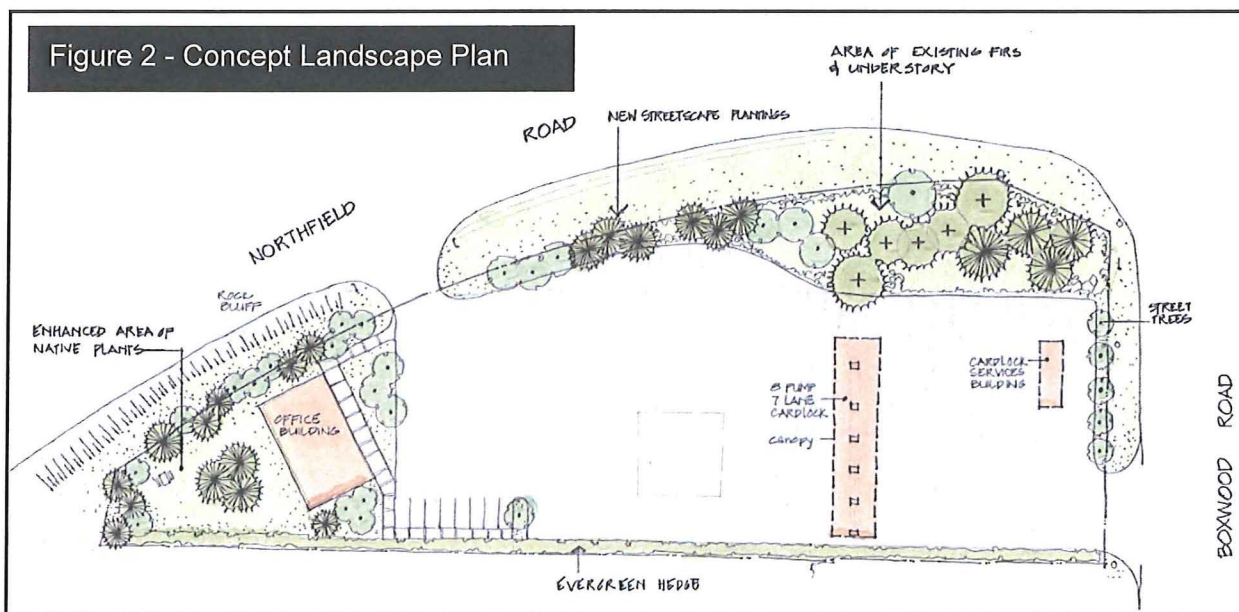 Figure 2 - Concept Landscape Plan
AREA OF EXISTING FIRS
& UNDERSTORY
ROAD
NEW STREETSCAPE PLANTINGS
NORTHFIELD
ROCK
BLUFF
ENHANCED AREA OF
NATIVE PLANTS
STREET
TREES
CARDLOCK
SERVICES
BUILDING
8 PUMP
7 LANE
CARDLOCK
CANOPY
OFFICE
BUILDING
BOXWOOD ROAD
EVERGREEN HEDGE